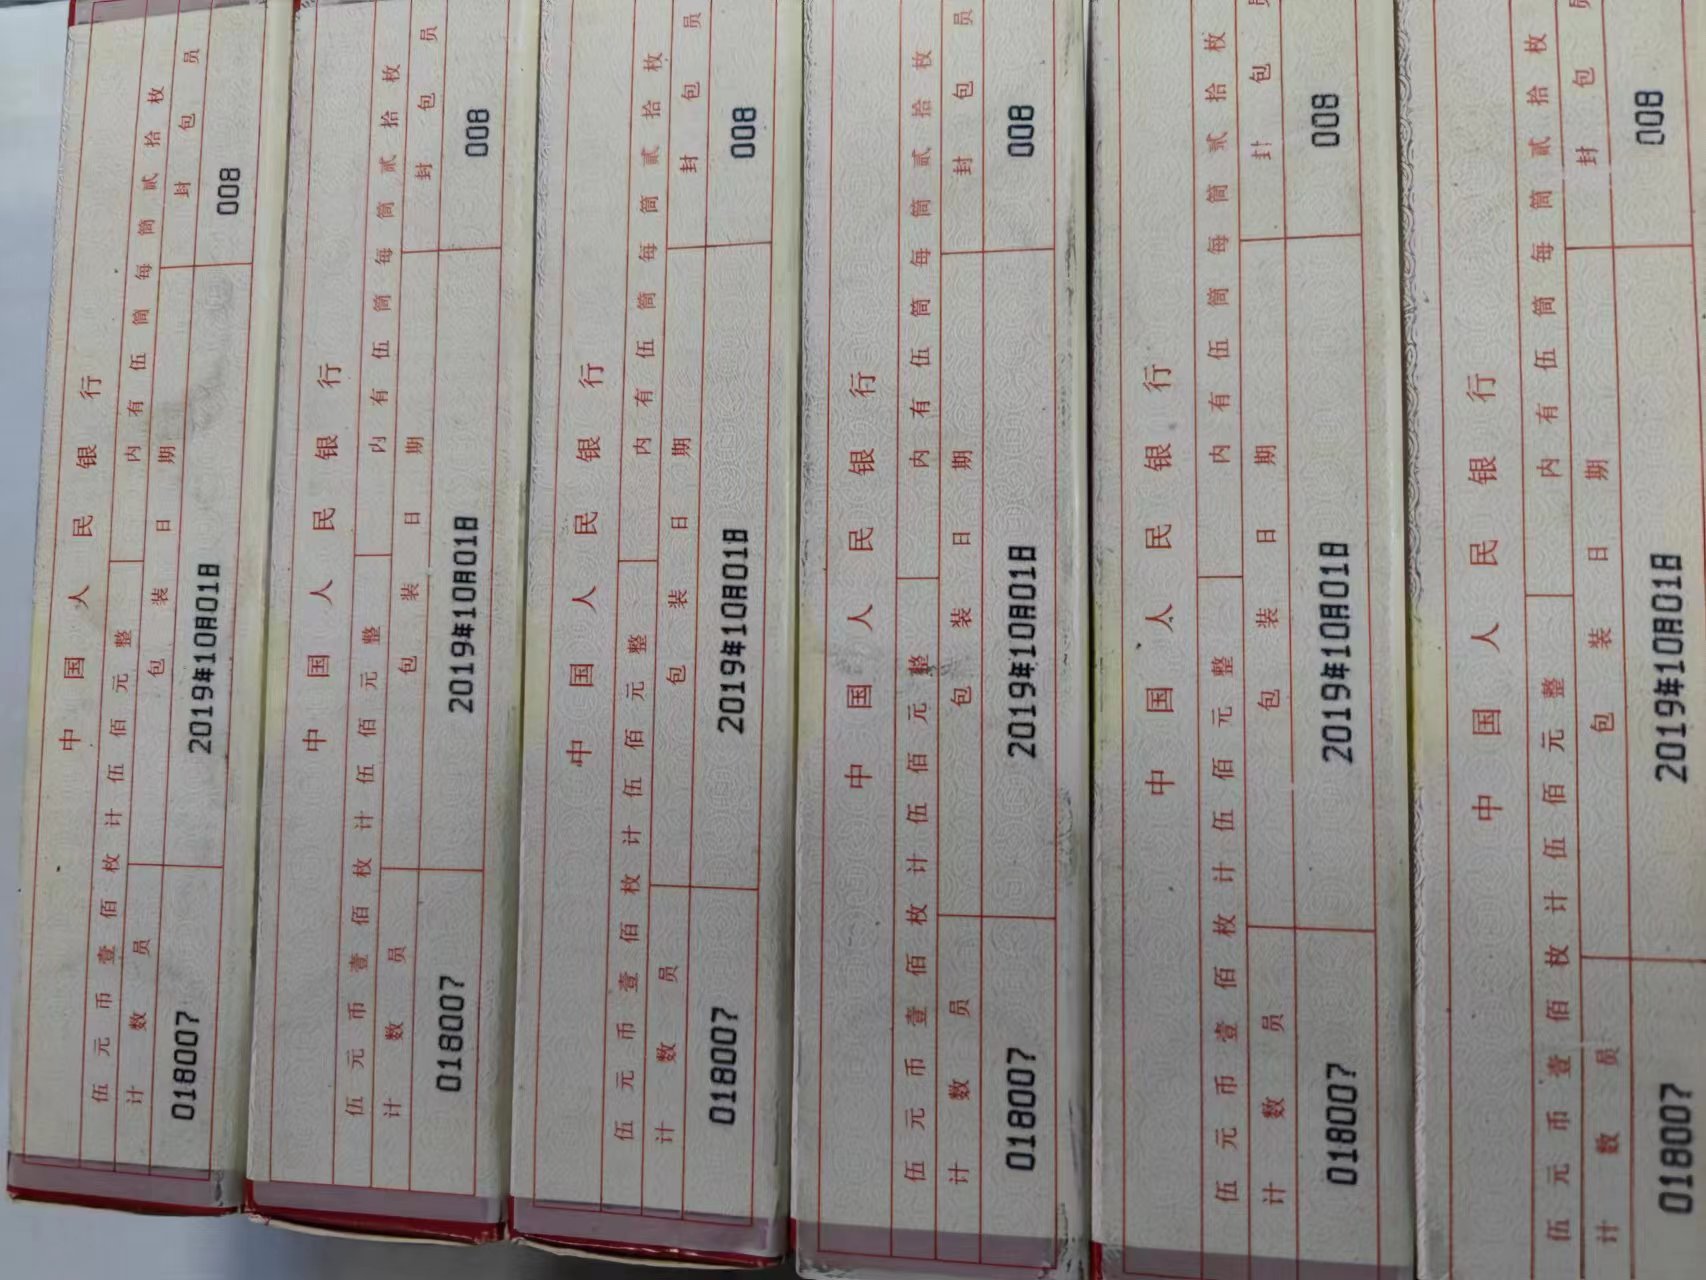 中国人民银行
伍元币壹佰枚计伍佰元整 内有伍筒每筒贰拾枚
计数员 包装日期 封包员
018007 2019年10月01日 008
中国人民银行
伍元币壹佰枚计伍佰元整 内有伍筒每筒贰拾枚
计数员 包装日期 封包员
018007 2019年10月01日 008
中国人民银行
伍元币壹佰枚计伍佰元整 内有伍筒每筒贰拾枚
计数员 包装日期 封包员
018007 2019年10月01日 008
中国人民银行
伍元币壹佰枚计伍佰元整 内有伍筒每筒贰拾枚
计数员 包装日期 封包员
018007 2019年10月01日 008
中国人民银行
伍元币壹佰枚计伍佰元整 内有伍筒每筒贰拾枚
计数员 包装日期 封包员
018007 2019年10月01日 008
中国人民银行
伍元币壹佰枚计伍佰元整 内有伍筒每筒贰拾枚
计数员 包装日期 封包员
018007 2019年10月01日 008